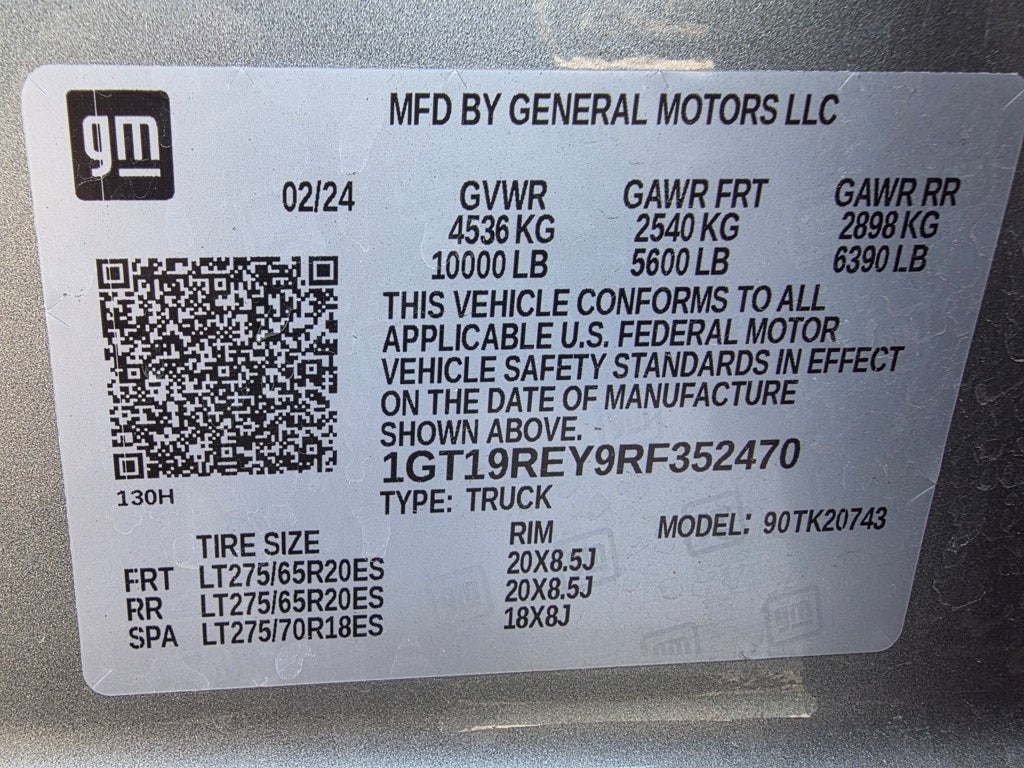 gm
MFD BY GENERAL MOTORS LLC
02/24 GVWR GAWR FRT GAWR RR
4536 KG 2540 KG 2898 KG
10000 LB 5600 LB 6390 LB
THIS VEHICLE CONFORMS TO ALL
APPLICABLE U.S. FEDERAL MOTOR
VEHICLE SAFETY STANDARDS IN EFFECT
ON THE DATE OF MANUFACTURE
SHOWN ABOVE.
1GT19REY9RF352470
130H
TYPE: TRUCK
MODEL: 90TK20743
TIRE SIZE RIM
FRT LT275/65R20ES 20X8.5J
RR LT275/65R20ES 20X8.5J
SPA LT275/70R18ES 18X8J
gm
gm